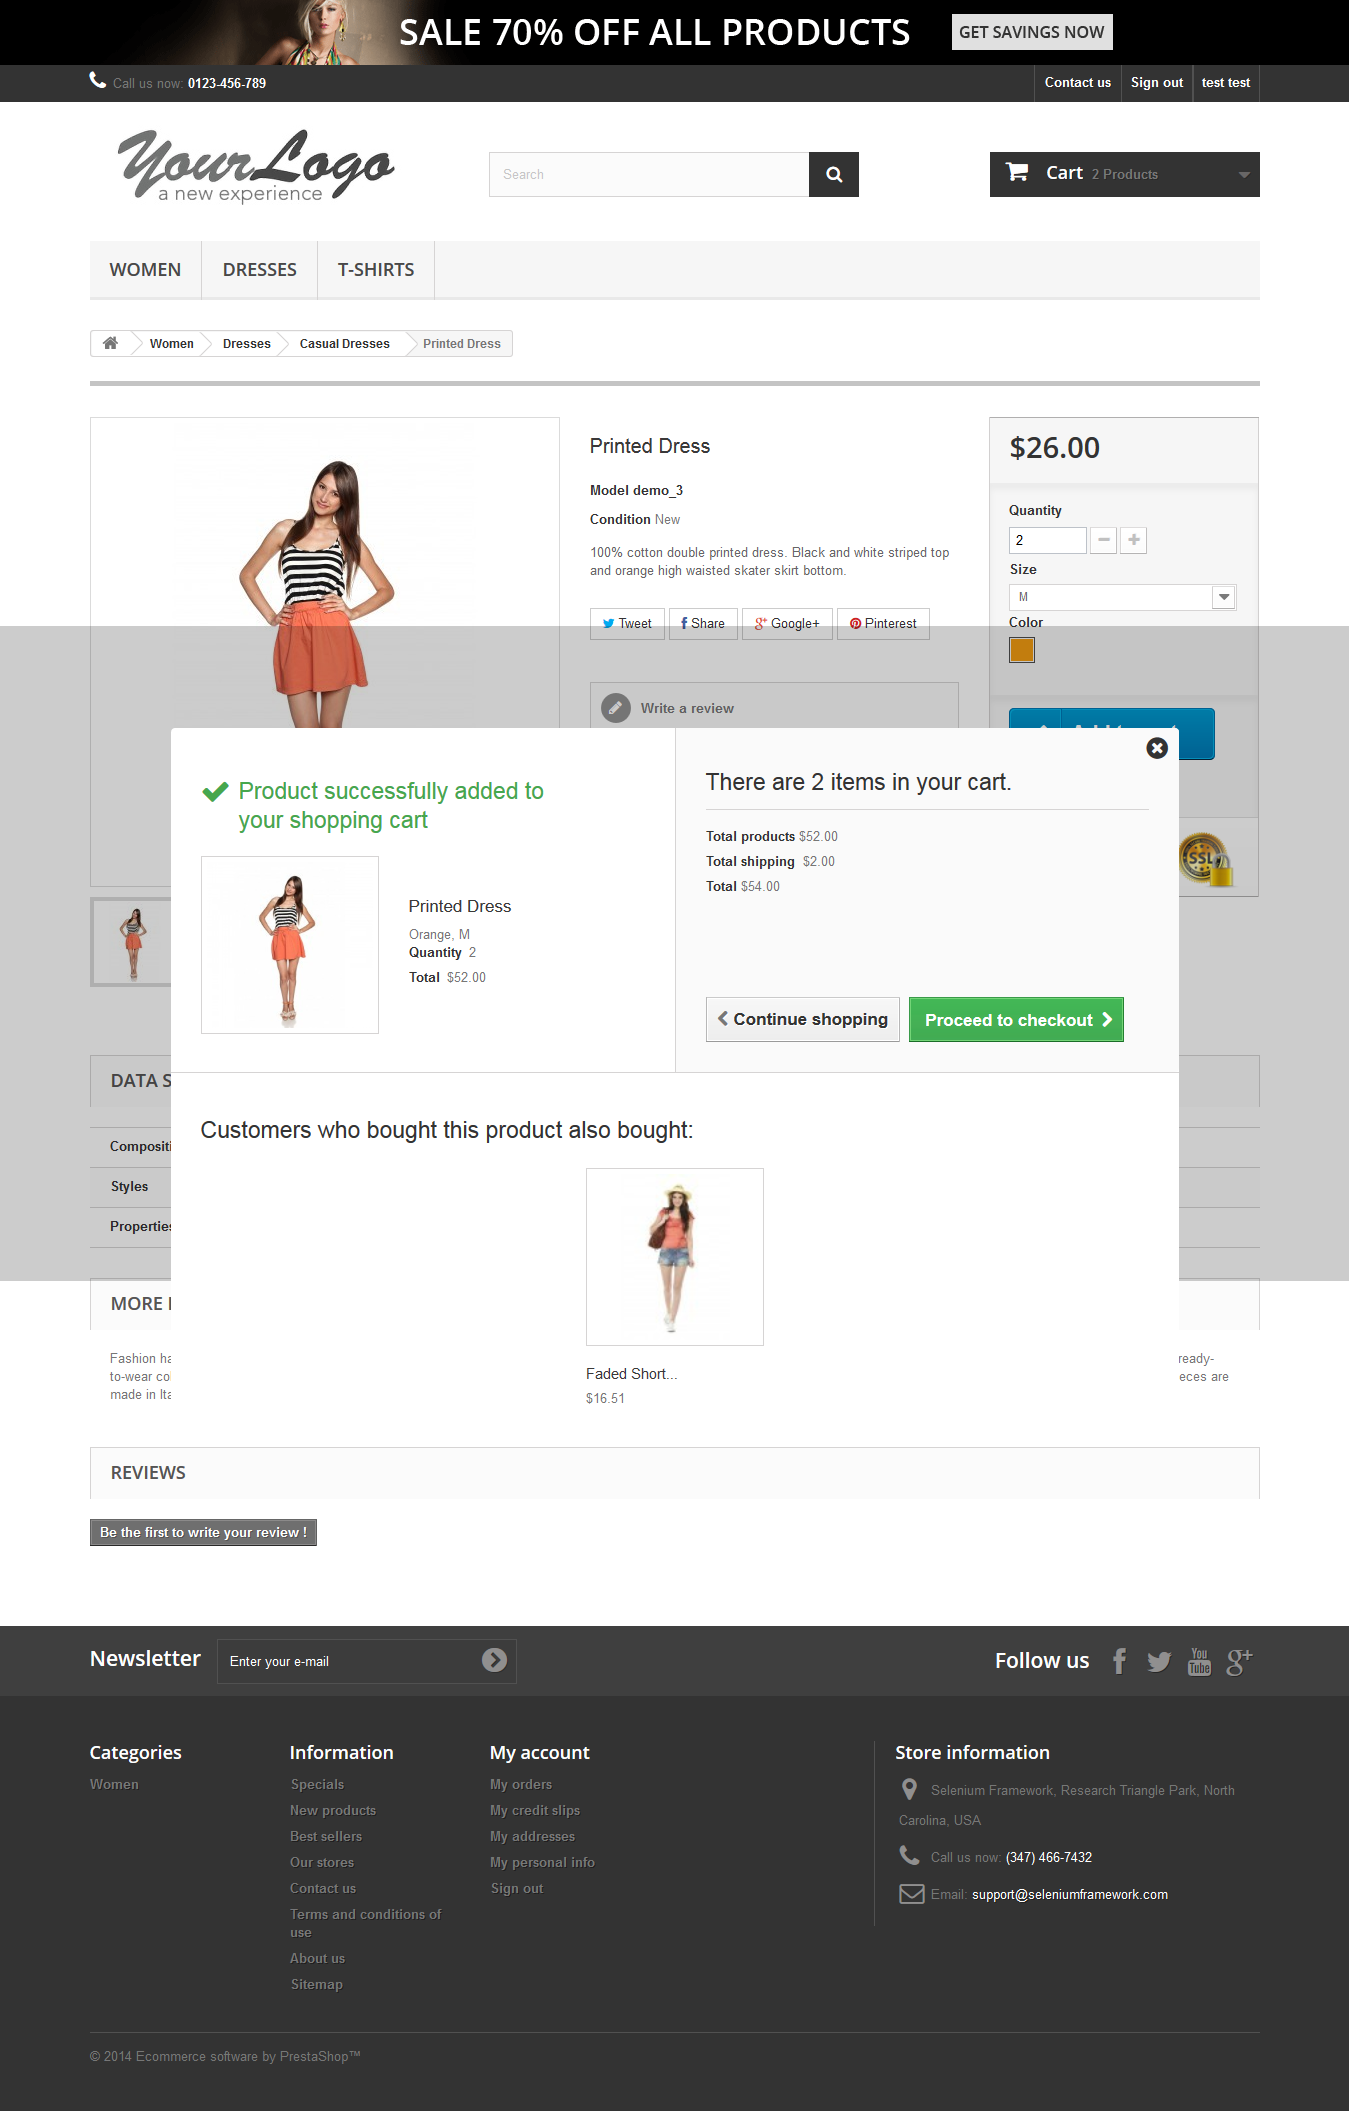 SALE 70% OFF ALL PRODUCTS
GET SAVINGS NOW
Call us now: 0123-456-789
Contact us
Sign out
test test
YourLogo
a new experience
Search
Cart 2 Products
WOMEN
DRESSES
T-SHIRTS
Women
Dresses
Casual Dresses
Printed Dress
Printed Dress
Model demo_3
Condition New
100% cotton double printed dress. Black and white striped top
and orange high waisted skater skirt bottom.
Tweet
Share
Google+
Pinterest
Write a review
$26.00
Quantity
2
Size
M
Color
SSL
Product successfully added to
your shopping cart
Printed Dress
Orange, M
Quantity 2
Total $52.00
There are 2 items in your cart.
Total products $52.00
Total shipping $2.00
Total $54.00
Continue shopping
Proceed to checkout
Customers who bought this product also bought:
Faded Short...
$16.51
DATA S
Compositi
Styles
Properties
MORE
Fashion ha
ready-
to-wear co
eces are
made in Ita
REVIEWS
Be the first to write your review !
Newsletter
Enter your e-mail
Follow us
You
Tube
Categories
Women
Information
Specials
New products
Best sellers
Our stores
Contact us
Terms and conditions of
use
About us
Sitemap
My account
My orders
My credit slips
My addresses
My personal info
Sign out
Store information
Selenium Framework, Research Triangle Park, North
Carolina, USA
Call us now: (347) 466-7432
Email: support@seleniumframework.com
© 2014 Ecommerce software by PrestaShop™